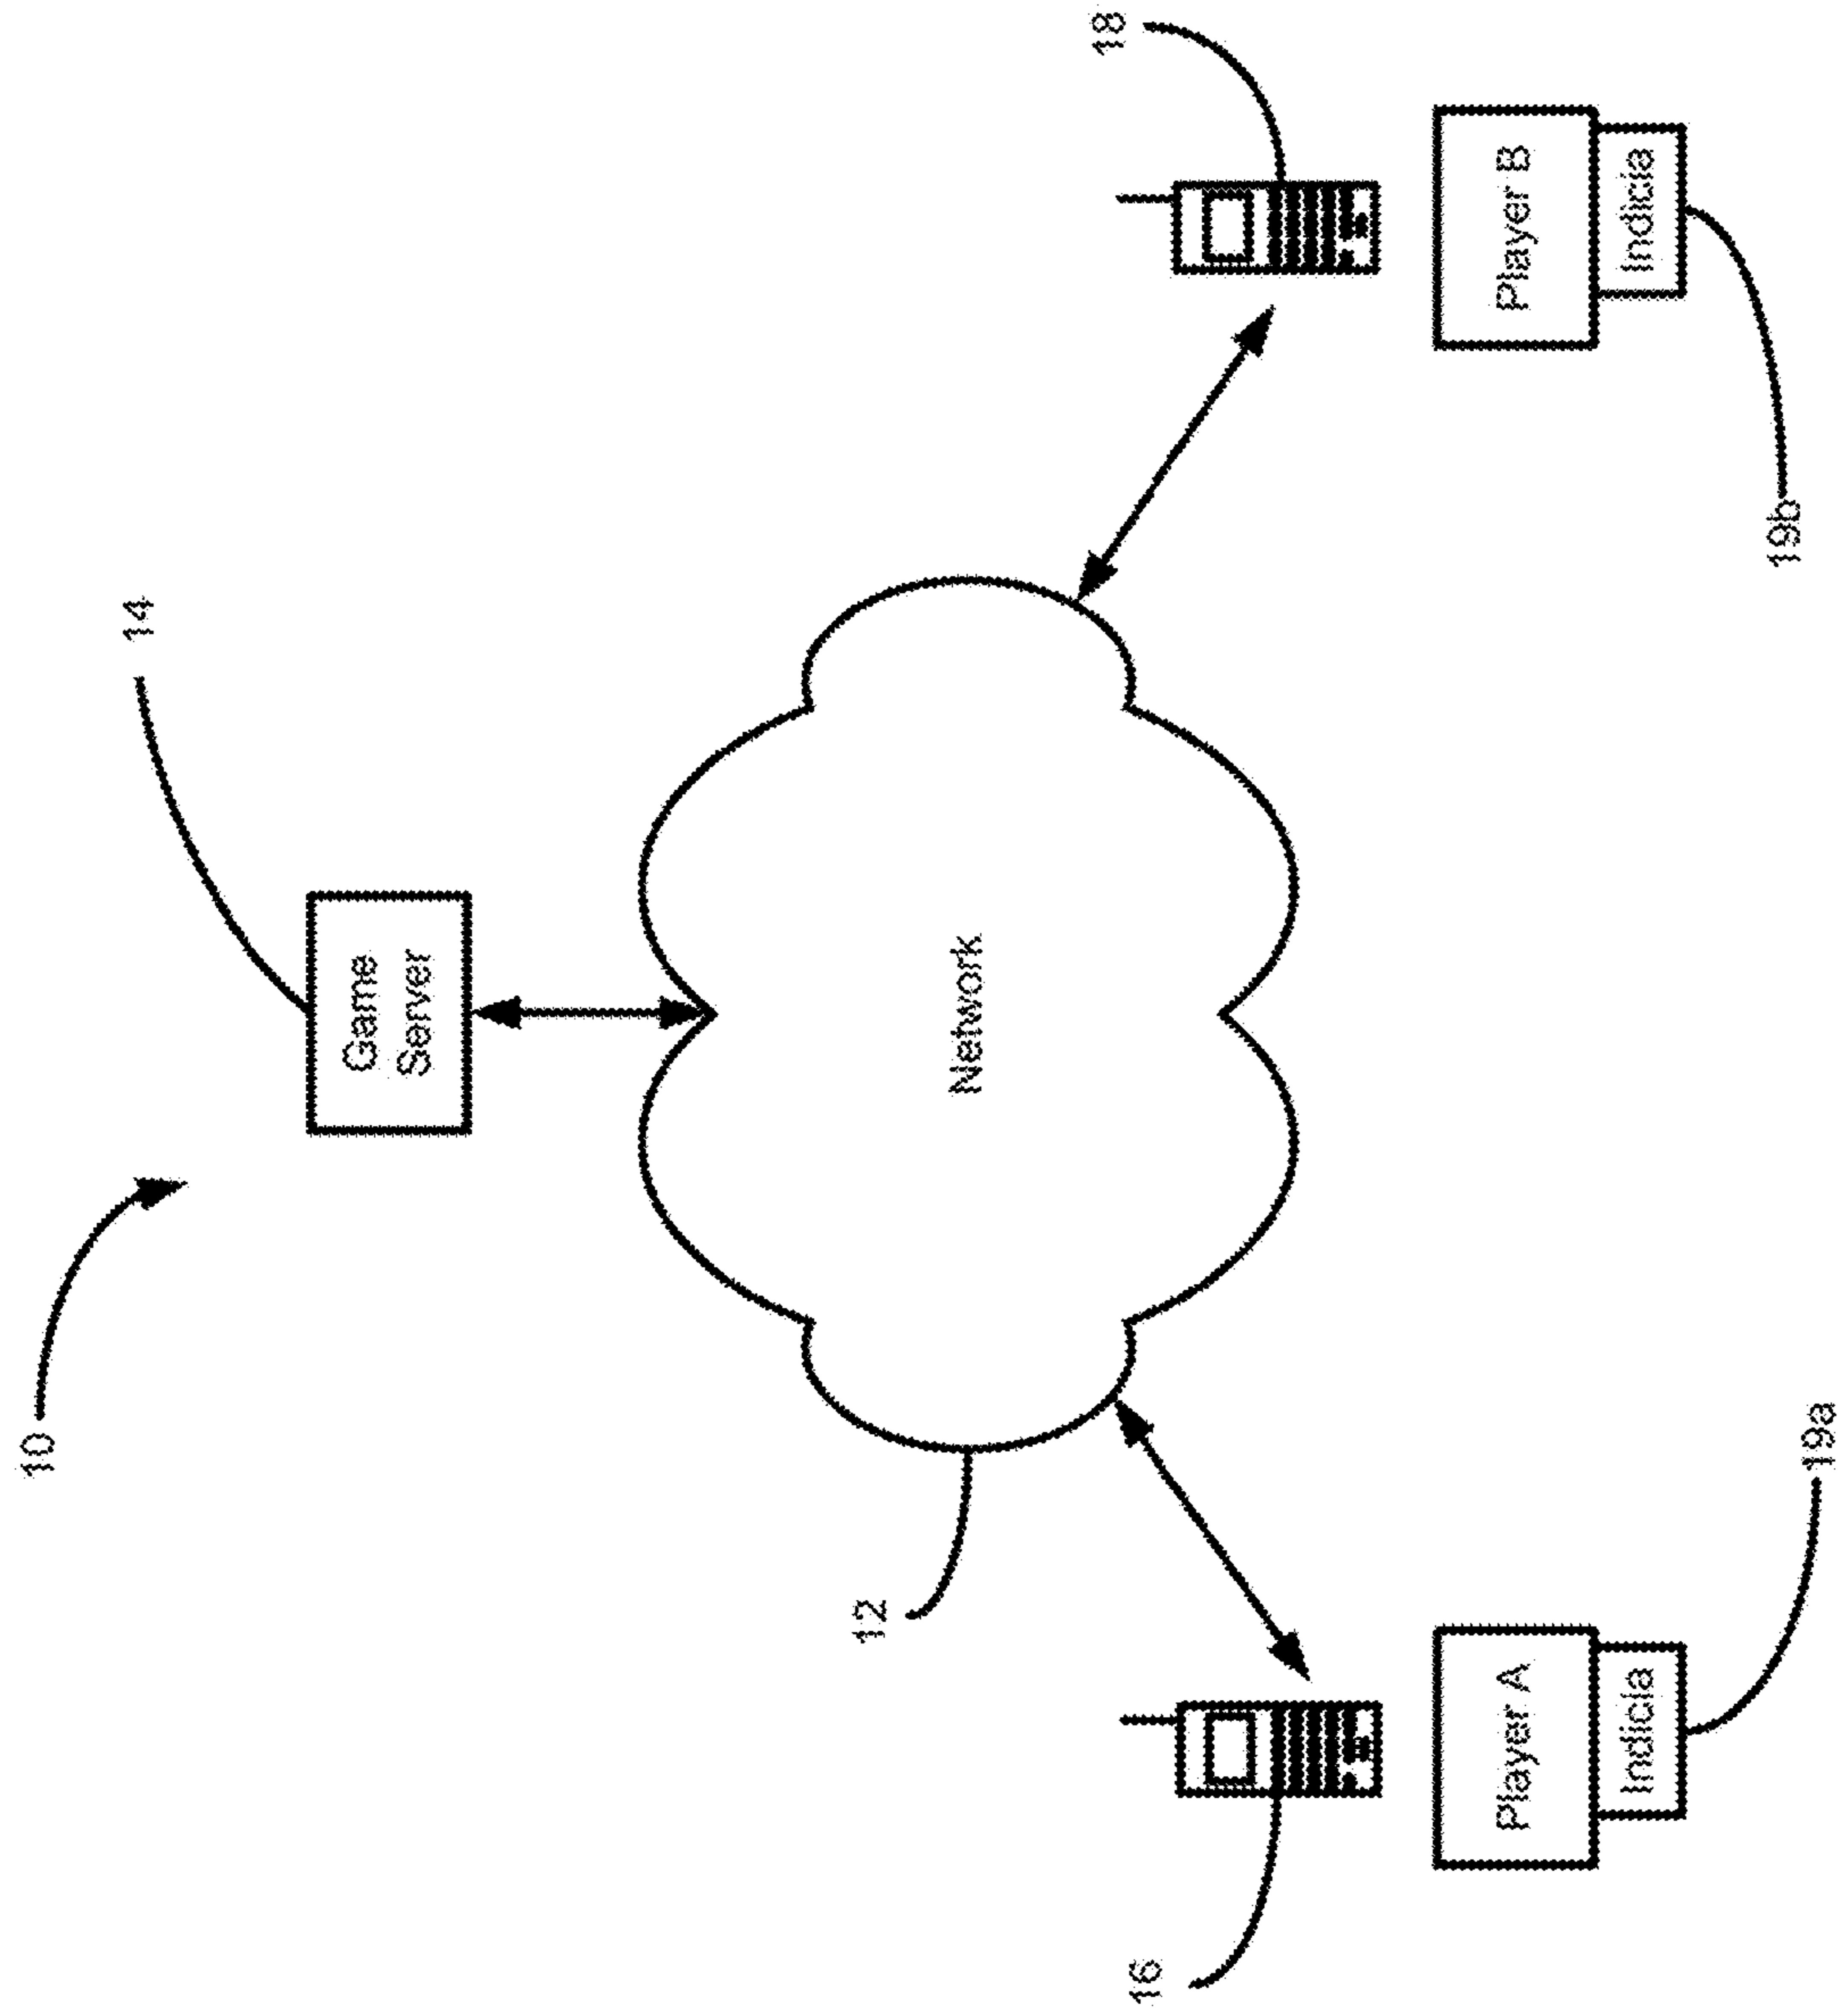 10
14
Game
Server
12
Network
16
18
Player A
Indicia
Player B
Indicia
19a
19b